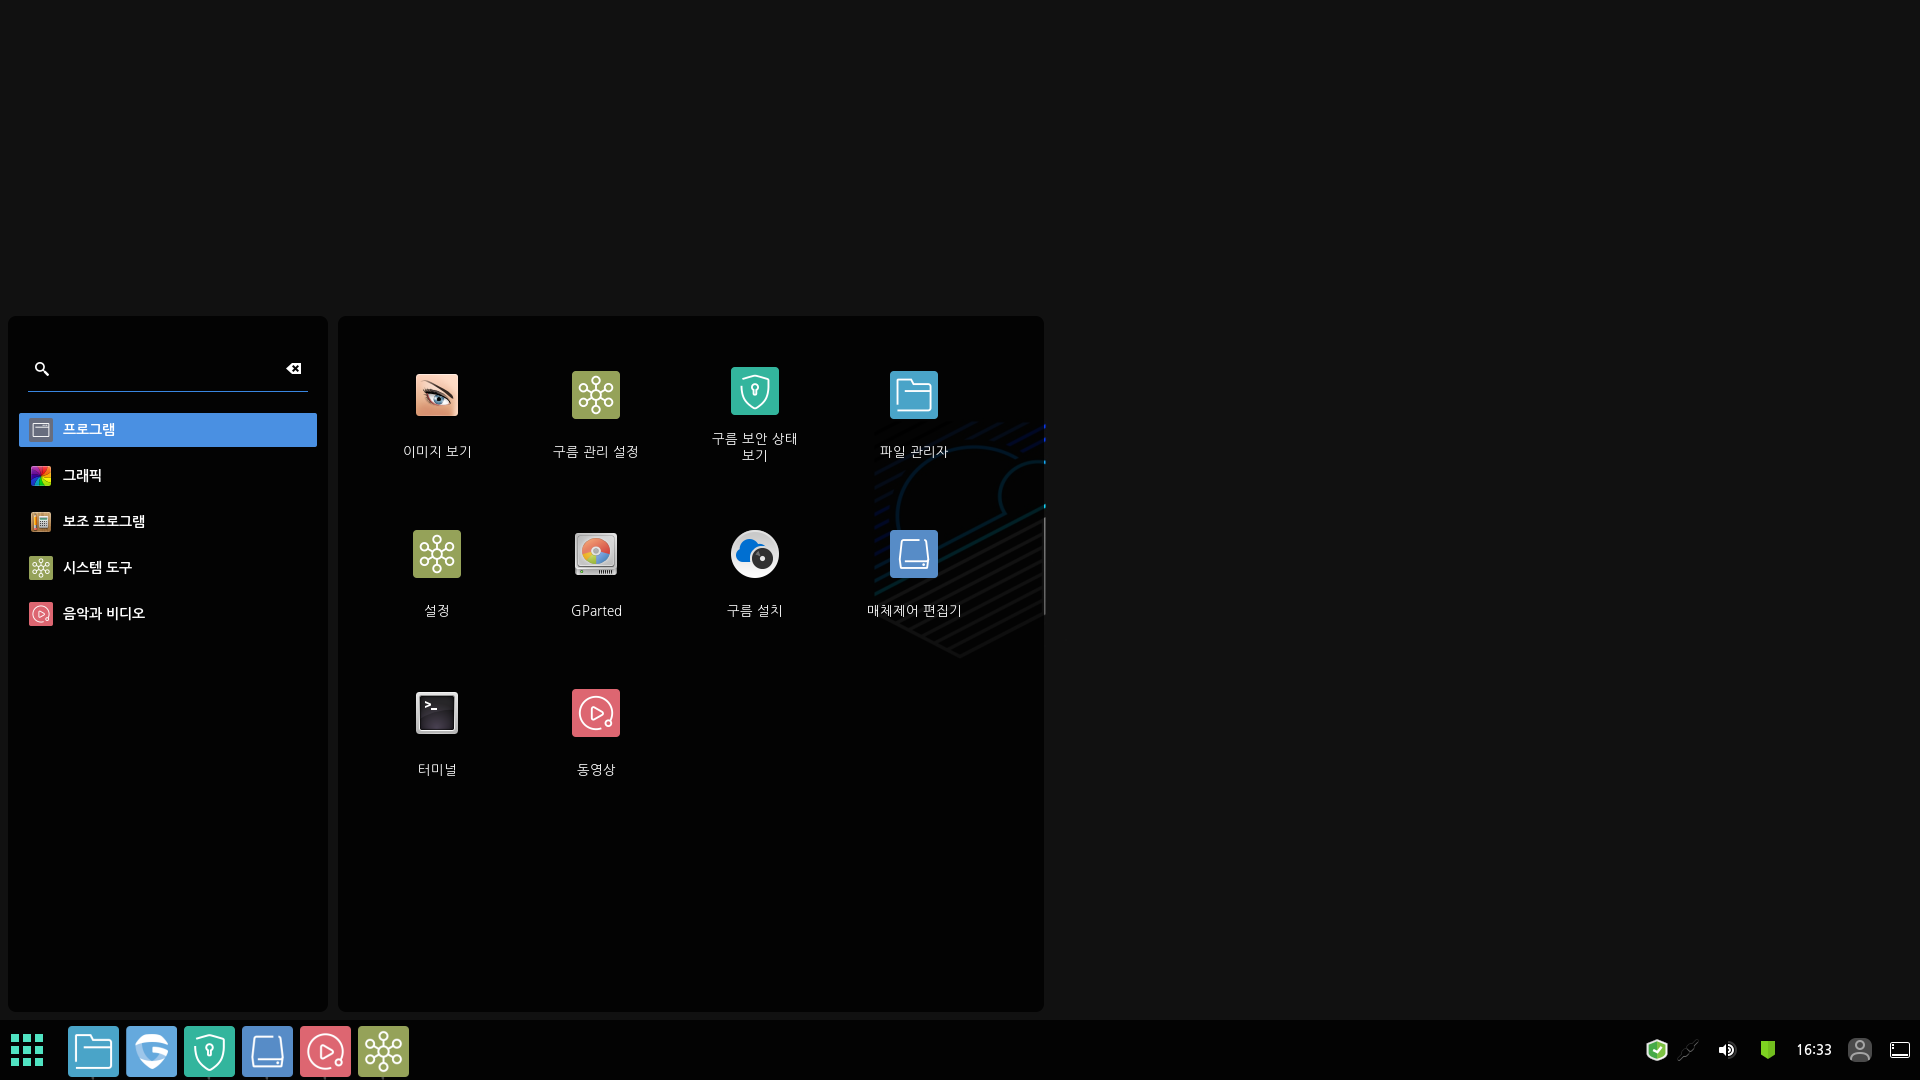 프로그램
그래픽
보조 프로그램
시스템 도구
음악과 비디오
이미지 보기
구름 관리 설정
구름 보안 상태
보기
파일 관리자
설정
GParted
구름 설치
매체제어 편집기
터미널
동영상
16:33